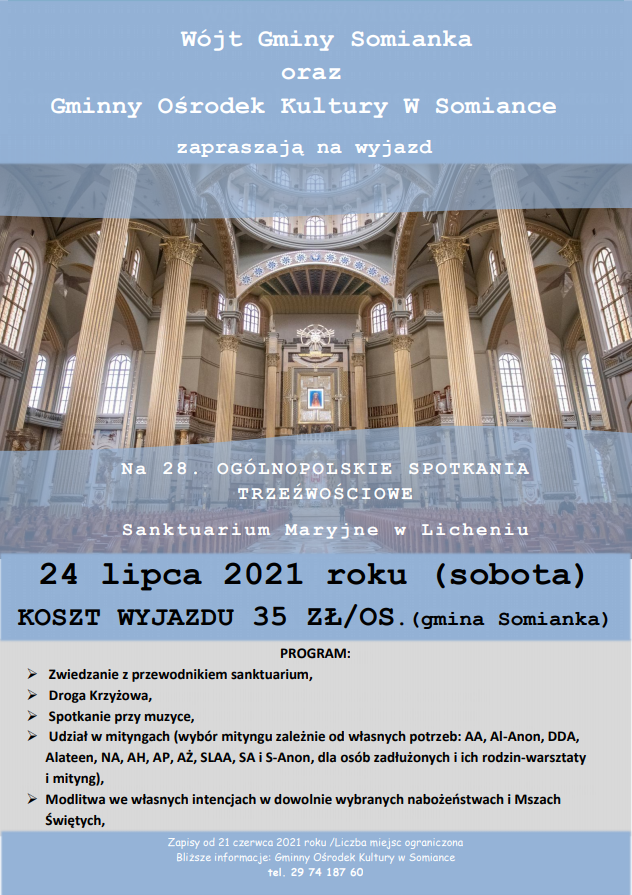 Wójt Gminy Somianka
oraz
Gminny Ośrodek Kultury W Somiance
zapraszają na wyjazd
Na 28. OGÓLNOPOLSKIE SPOTKANIA
TRZEŹWOŚCIOWE
Sanktuarium Maryjne w Licheniu
24 lipca 2021 roku (sobota)
KOSZT WYJAZDU 35 ZŁ/OS.(gmina Somianka)
PROGRAM:
➢ Zwiedzanie z przewodnikiem sanktuarium,
➢ Droga Krzyżowa,
➢ Spotkanie przy muzyce,
➢ Udział w mityngach (wybór mityngu zależnie od własnych potrzeb: AA, Al-Anon, DDA,
Alateen, NA, AH, AP, AŻ, SLAA, SA i S-Anon, dla osób zadłużonych i ich rodzin-warsztaty
i mityng),
➢ Modlitwa we własnych intencjach w dowolnie wybranych nabożeństwach i Mszach
Świętych,
Zapisy od 21 czerwca 2021 roku /Liczba miejsc ograniczona
Bliższe informacje: Gminny Ośrodek Kultury w Somiance
tel. 29 74 187 60